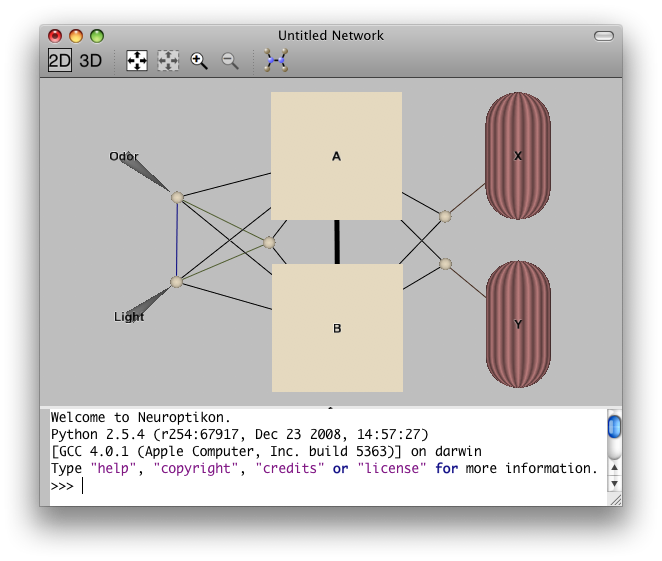 Untitled Network
2D 3D
Odor
A
X
Light
B
Y
Welcome to Neuroptikon.
Python 2.5.4 (r254:67917, Dec 23 2008, 14:57:27)
[GCC 4.0.1 (Apple Computer, Inc. build 5363)] on darwin
Type "help", "copyright", "credits" or "license" for more information.
>>>